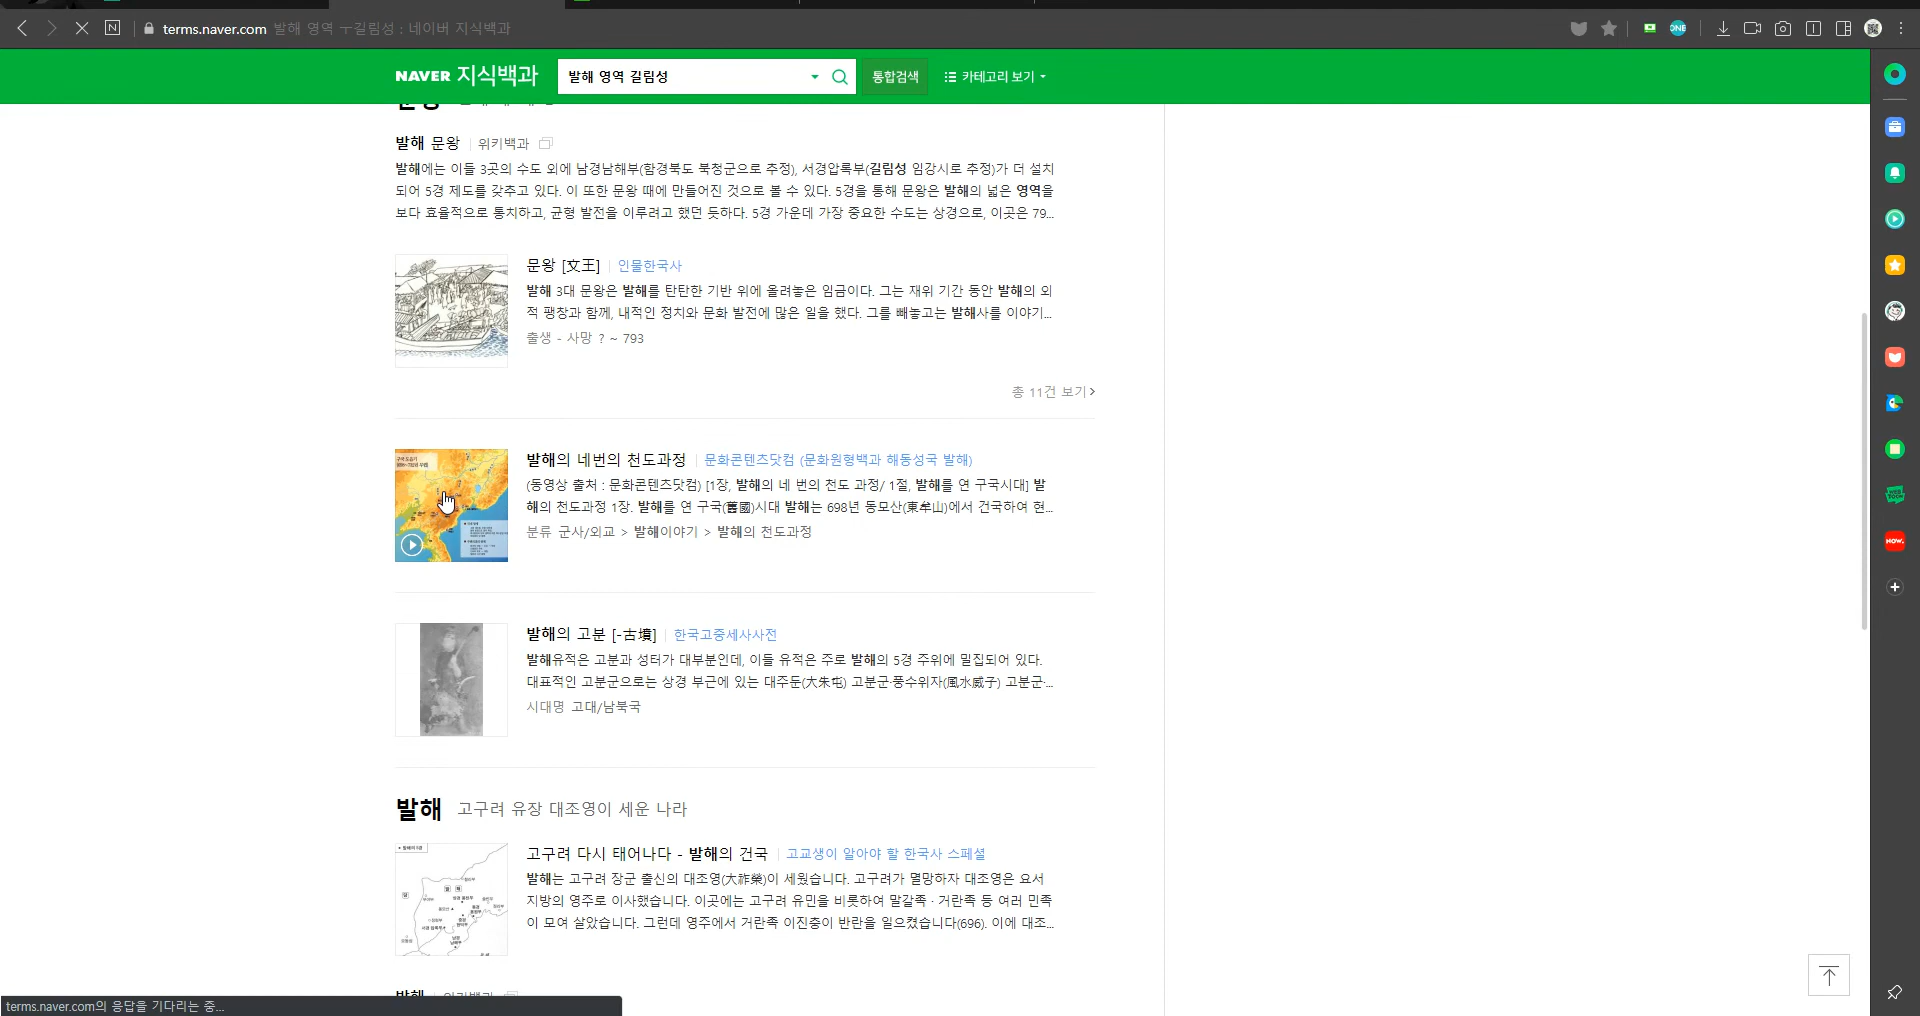 terms.naver.com 발해 영역 ㅜ길림성 : 네이버 지식백과
NAVER 지식백과
발해 영역 길림성
통합검색
카테고리 보기
발해 문왕
위키백과
발해에는 이들 3곳의 수도 외에 남경남해부(함경북도 북청군으로 추정), 서경압록부(길림성 임강시로 추정)가 더 설치
되어 5경 제도를 갖추고 있다. 이 또한 문왕 때에 만들어진 것으로 볼 수 있다. 5경을 통해 문왕은 발해의 넓은 영역을
보다 효율적으로 통치하고, 균형 발전을 이루려고 했던 듯하다. 5경 가운데 가장 중요한 수도는 상경으로, 이곳은 79...
문왕 [文王]
인물한국사
발해 3대 문왕은 발해를 탄탄한 기반 위에 올려놓은 임금이다. 그는 재위 기간 동안 발해의 외
적 팽창과 함께, 내적인 정치와 문화 발전에 많은 일을 했다. 그를 빼놓고는 발해사를 이야기...
출생 - 사망 ? ~ 793
총 11건 보기
발해의 네번의 천도과정
문화콘텐츠닷컴 (문화원형백과 해동성국 발해)
(동영상 출처 : 문화콘텐츠닷컴) [1장, 발해의 네 번의 천도 과정/ 1절, 발해를 연 구국시대] 발
해의 천도과정 1장. 발해를 연 구국(舊國)시대 발해는 698년 동모산(東牟山)에서 건국하여 현...
분류 군사/외교 > 발해이야기 > 발해의 천도과정
발해의 고분 [-古墳]
한국고중세사사전
발해유적은 고분과 성터가 대부분인데, 이들 유적은 주로 발해의 5경 주위에 밀집되어 있다.
대표적인 고분군으로는 상경 부근에 있는 대주둔(大朱屯) 고분군·풍수위자(風水威子) 고분군·...
시대명 고대/남북국
발해 고구려 유장 대조영이 세운 나라
고구려 다시 태어나다 - 발해의 건국
고교생이 알아야 할 한국사 스페셜
발해는 고구려 장군 출신의 대조영(大祚榮)이 세웠습니다. 고구려가 멸망하자 대조영은 요서
지방의 영주로 이사했습니다. 이곳에는 고구려 유민을 비롯하여 말갈족 · 거란족 등 여러 민족
이 모여 살았습니다. 그런데 영주에서 거란족 이진충이 반란을 일으켰습니다(696). 이에 대조...
발해
위키백과
terms.naver.com의 응답을 기다리는 중...
ONE
WEB
TOON
NOW.